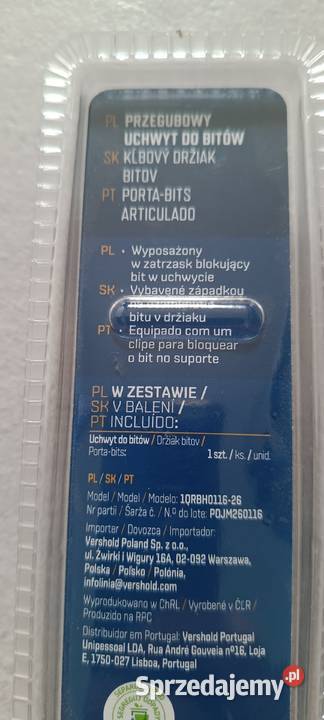 PL PRZEGUBOWY
UCHWYT DO BITÓW
SK KĹBOVÝ DRŽIAK
BITOV
PT PORTA-BITS
ARTICULADO
PL • Wyposażony
w zatrzask blokujący
bit w uchwycie
SK • Vybavené západkou
bitu v držiaku
PT • Equipado com um
clipe para bloquear
o bit no suporte
PL W ZESTAWIE /
SK V BALENÍ /
PT INCLUÍDO:
Uchwyt do bitów / Držiak bitov /
Porta-bits: 1 szt. / ks. / unid.
PL / SK / PT
Model / Model / Modelo: 1QRBH0116-26
Nr partii / Šarža č. / N.º do lote: POJM260116
Importer / Dovozca / Importador:
Vershold Poland Sp. z o.o.,
ul. Żwirki i Wigury 16A, 02-092 Warszawa,
Polska / Poľsko / Polónia,
infolinia@vershold.com
Wyprodukowano w ChRL / Vyrobené v ČLR /
Produzido na RPC
Distribuidor em Portugal: Vershold Portugal
Unipessoal LDA, Rua André Gouveia nº16, Loja
E, 1750-027 Lisboa, Portugal
Sprzedajemy.pl